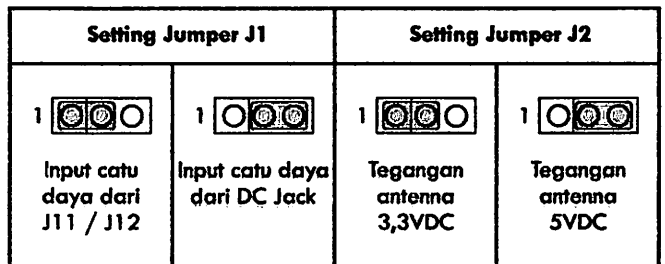 Setting Jumper J1
Setting Jumper J2
1
Input catu
daya dari
J11 / J12
1
Input catu daya
dari DC Jack
1
Tegangan
antenna
3,3VDC
1
Tegangan
antenna
5VDC